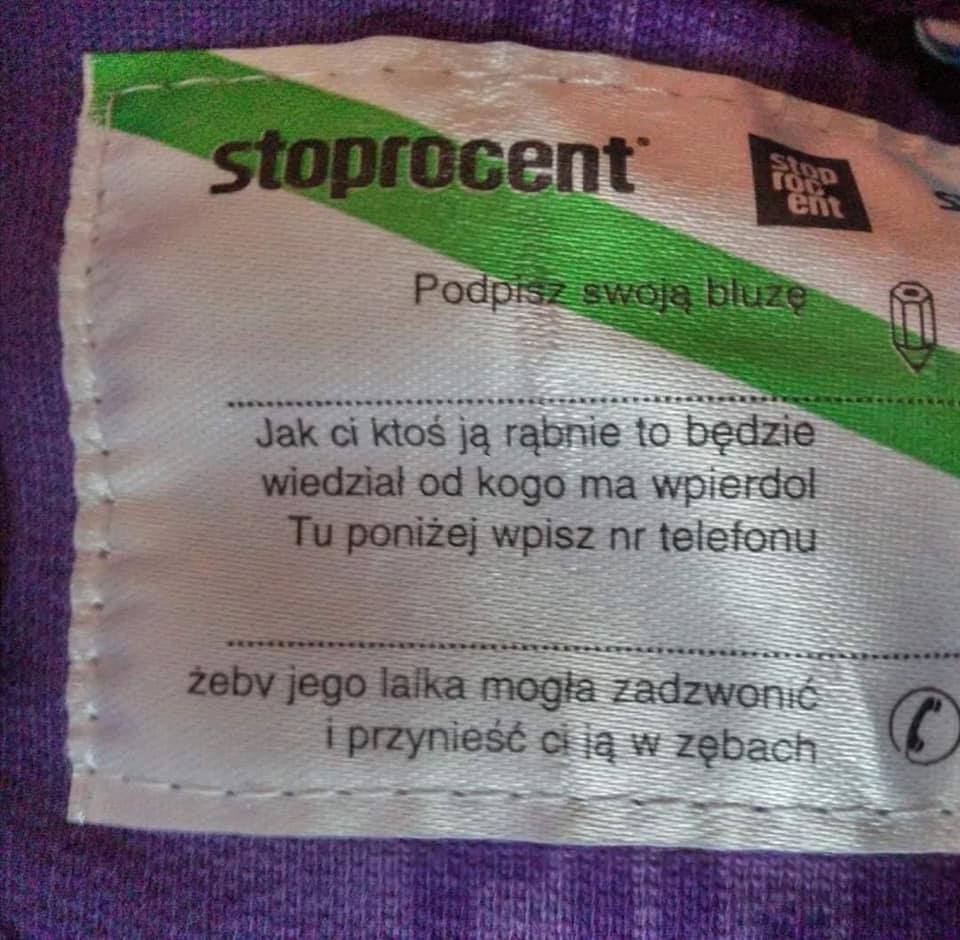 stoprocent
stop
roc
ent
Podpisz swoją bluzę
Jak ci ktoś ją rąbnie to będzie
wiedział od kogo ma wpierdol
Tu poniżej wpisz nr telefonu
żeby jego lalka mogła zadzwonić
i przynieść ci ją w zębach